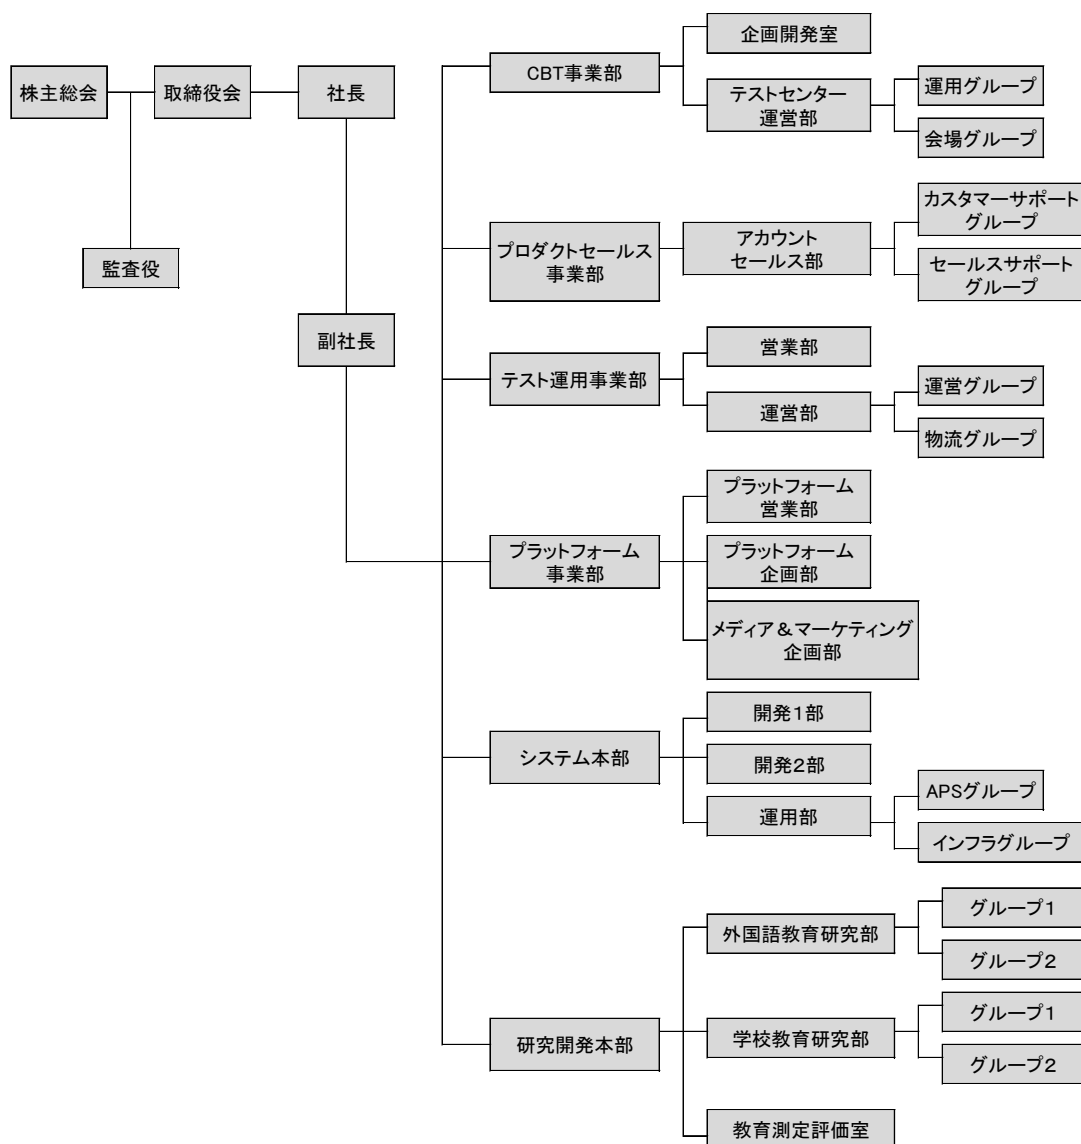 株主総会
取締役会
社長
監査役
副社長
CBT事業部
企画開発室
テストセンター
運営部
運用グループ
会場グループ
プロダクトセールス
事業部
アカウント
セールス部
カスタマーサポート
グループ
セールスサポート
グループ
テスト運用事業部
営業部
運営部
運営グループ
物流グループ
プラットフォーム
事業部
プラットフォーム
営業部
プラットフォーム
企画部
メディア&マーケティング
企画部
システム本部
開発1部
開発2部
運用部
APSグループ
インフラグループ
研究開発本部
外国語教育研究部
グループ1
グループ2
学校教育研究部
グループ1
グループ2
教育測定評価室